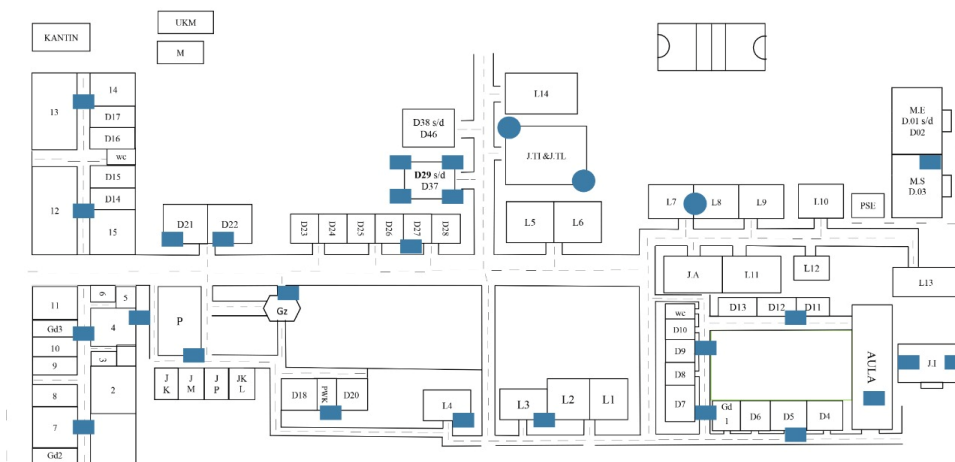 UKM
KANTIN
M
13
14
D17
D16
wc
D15
D14
12
15
D21
D22
D23
D24
D25
D26
D27
D28
D38 s/d
D46
D29 s/d
D37
L14
J.TI &J.TL
L5
L6
L7
L8
L9
L.10
PSE
M.E
D.01 s/d
D02
M.S
D.03
J.A
L11
L12
L13
11
Gd3
10
9
8
7
Gd2
6
5
4
3
2
P
Gz
J
K
J
M
J
P
JK
L
D18
PWK
D20
L4
L3
L2
L1
wc
D10
D9
D8
D7
D13
D12
D11
Gd
1
D6
D5
D4
AULA
J.I